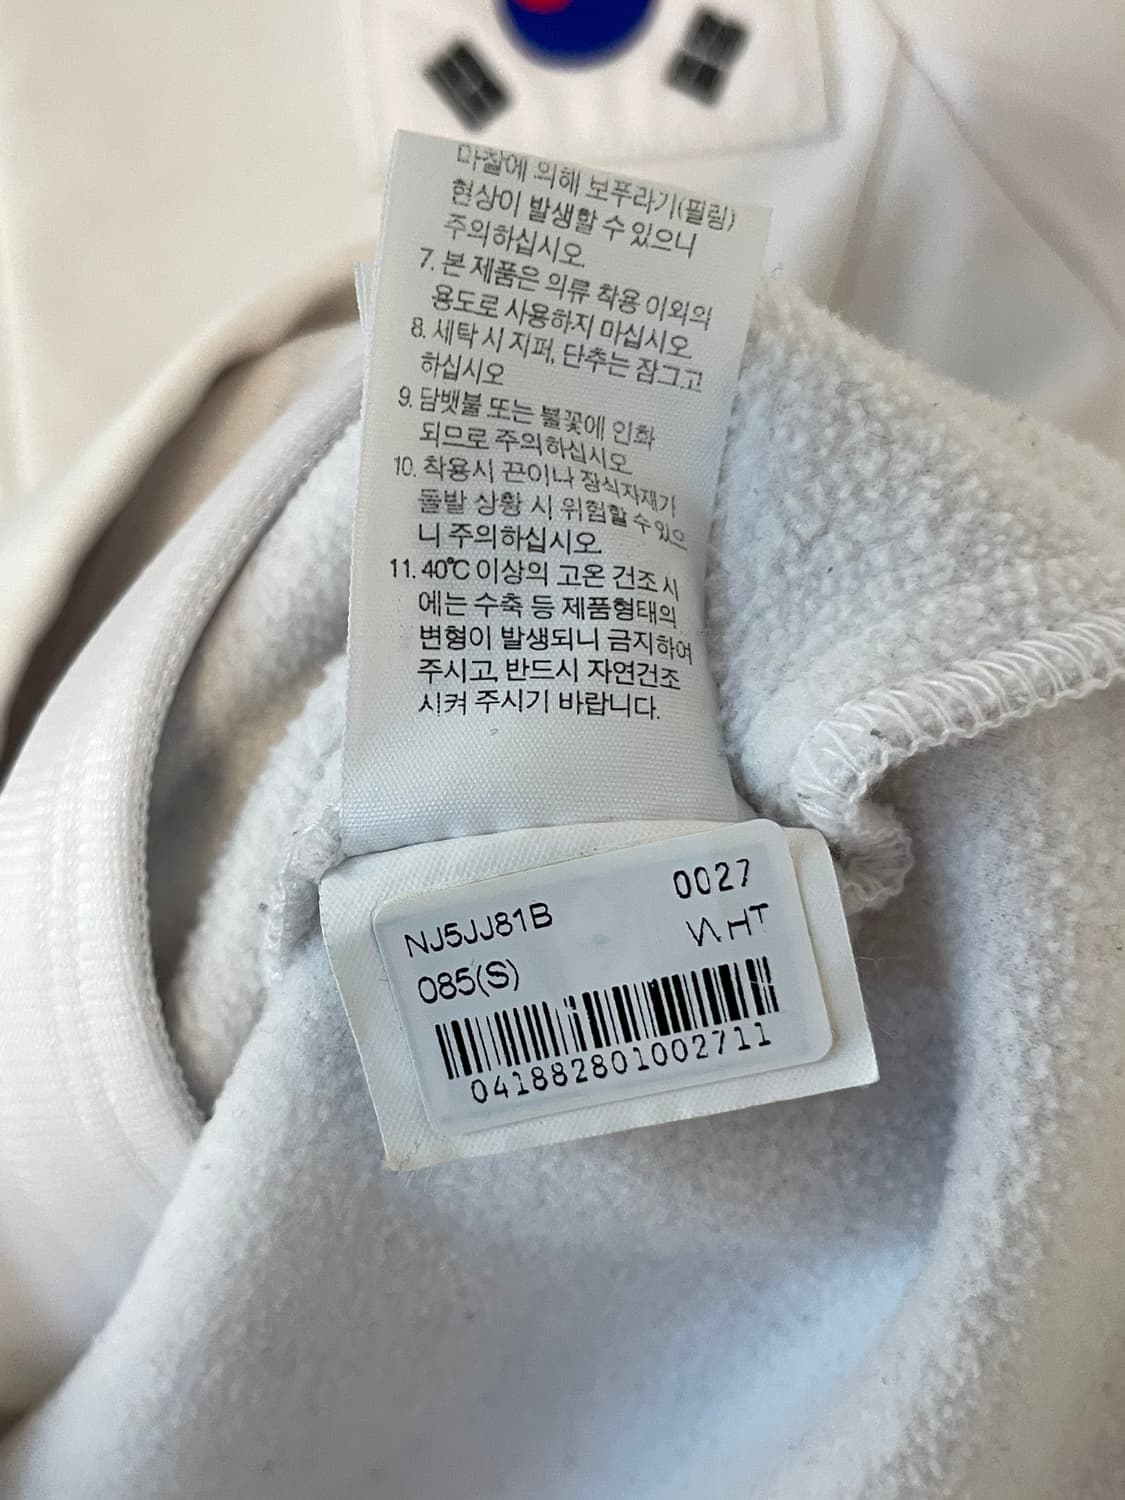 마찰에 의해 보푸라기(필링)
현상이 발생할 수 있으니
주의하십시오.
7. 본 제품은 의류 착용 이외의
용도로 사용하지 마십시오.
8. 세탁 시 지퍼, 단추는 잠그고
하십시오
9. 담뱃불 또는 불꽃에 인화
되므로 주의하십시오.
10. 착용시 끈이나 장식자재가
돌발 상황 시 위험할 수 있으
니 주의하십시오.
11. 40℃ 이상의 고온 건조 시
에는 수축 등 제품형태의
변형이 발생되니 금지하여
주시고, 반드시 자연건조
시켜 주시기 바랍니다.
NJ5JJ81B 0027
085(S) WHT
041882801002711